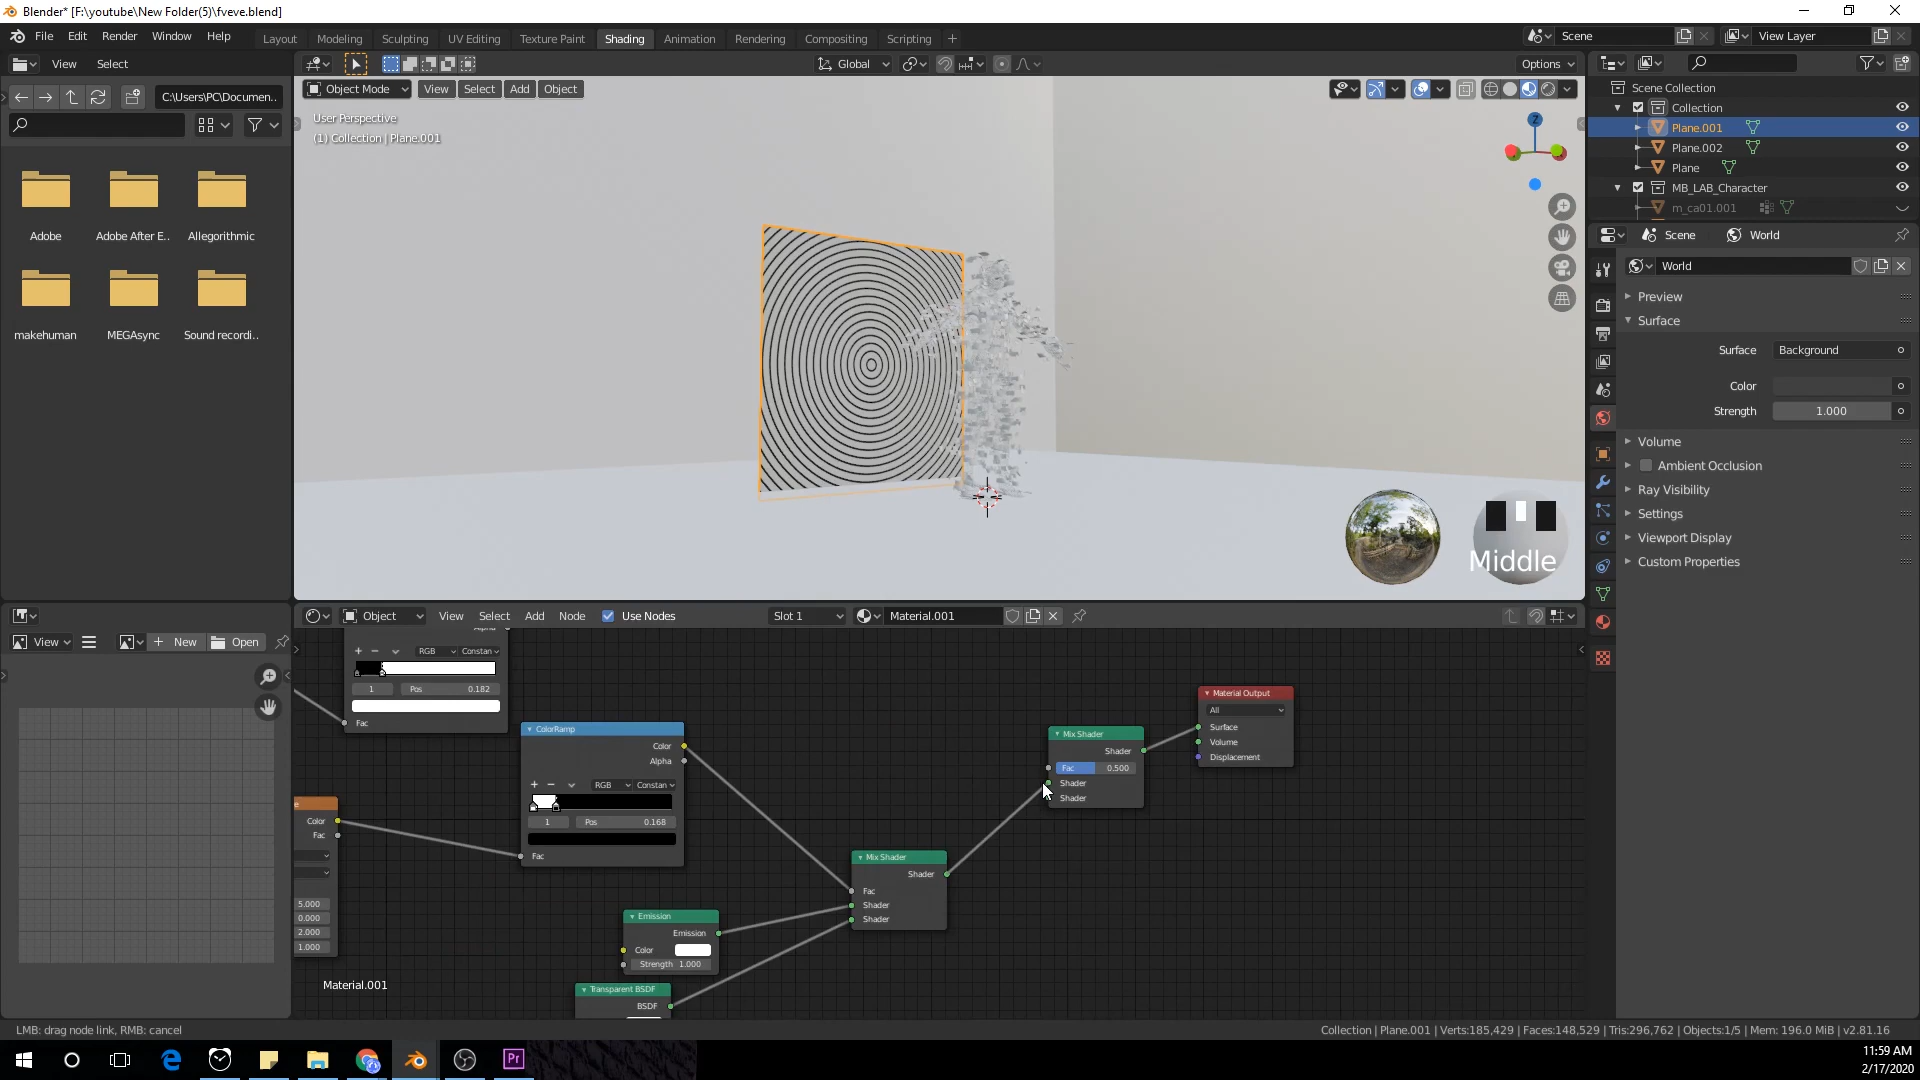 Blender* [F:\youtube\New Folder(5)\fveve.blend]
File Edit Render Window Help
Layout Modeling Sculpting UV Editing Texture Paint Shading Animation Rendering Compositing Scripting
Scene View Layer
View Select
Global
Options
C:\Users\PC\Documen..
Object Mode View Select Add Object
User Perspective
(1) Collection | Plane.001
Z
Scene Collection
Collection
Plane.001
Plane.002
Plane
MB_LAB_Character
m_ca01.001
Adobe Adobe After E.. Allegorithmic
makehuman MEGAsync Sound recordi..
Scene World
World
Preview
Surface
Surface Background
Color
Strength 1.000
Volume
Ambient Occlusion
Ray Visibility
Settings
Viewport Display
Custom Properties
Middle
Object View Select Add Node Use Nodes Slot 1 Material.001
View New Open
RGB Constan
1 Pos 0.182
Fac
ColorRamp
Color
Alpha
RGB Constan
1 Pos 0.168
Fac
Color
Fac
5.000
0.000
2.000
1.000
Emission
Emission
Color
Strength 1.000
Transparent BSDF
BSDF
Mix Shader
Shader
Fac
Shader
Shader
Mix Shader
Shader
Fac 0.500
Shader
Shader
Material Output
All
Surface
Volume
Displacement
Material.001
LMB: drag node link, RMB: cancel
Collection | Plane.001 | Verts:185,429 | Faces:148,529 | Tris:296,762 | Objects:1/5 | Mem: 196.0 MiB | v2.81.16
Pr
11:59 AM
2/17/2020